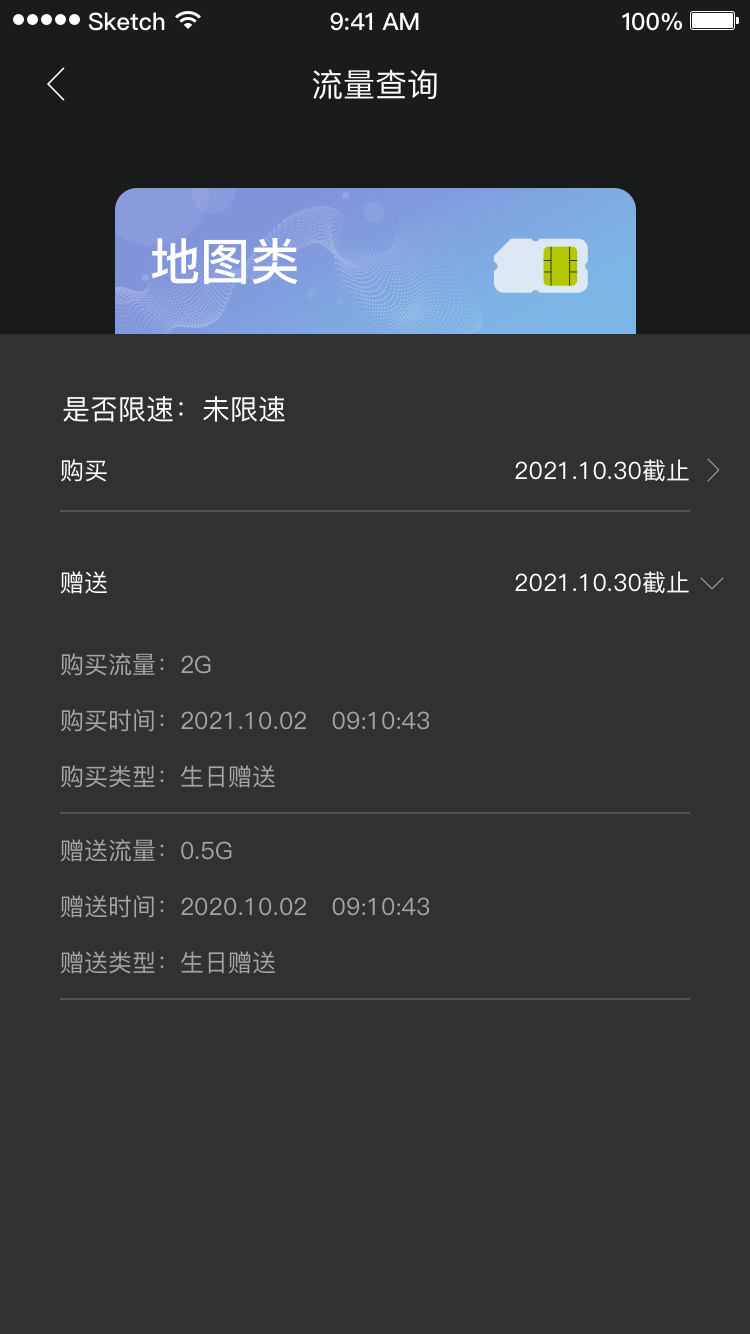 Sketch 9:41 AM 100%
流量查询
地图类
是否限速：未限速
购买 2021.10.30截止
赠送 2021.10.30截止
购买流量：2G
购买时间：2021.10.02 09:10:43
购买类型：生日赠送
赠送流量：0.5G
赠送时间：2020.10.02 09:10:43
赠送类型：生日赠送